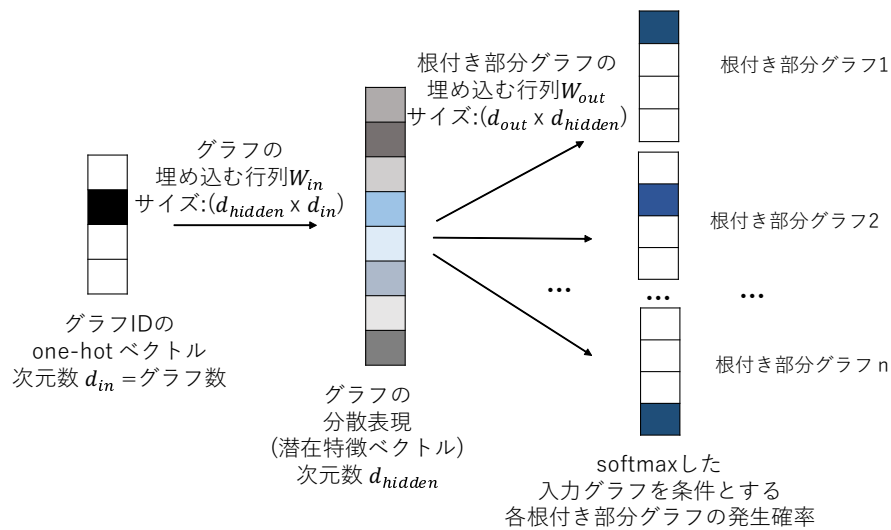 グラフの
埋め込む行列W_in
サイズ:(d_hidden x d_in)
グラフIDの
one-hot ベクトル
次元数 d_in =グラフ数
グラフの
分散表現
(潜在特徴ベクトル)
次元数 d_hidden
根付き部分グラフの
埋め込む行列W_out
サイズ:(d_out x d_hidden)
根付き部分グラフ1
根付き部分グラフ2
... ... ...
根付き部分グラフ n
softmaxした
入力グラフを条件とする
各根付き部分グラフの発生確率